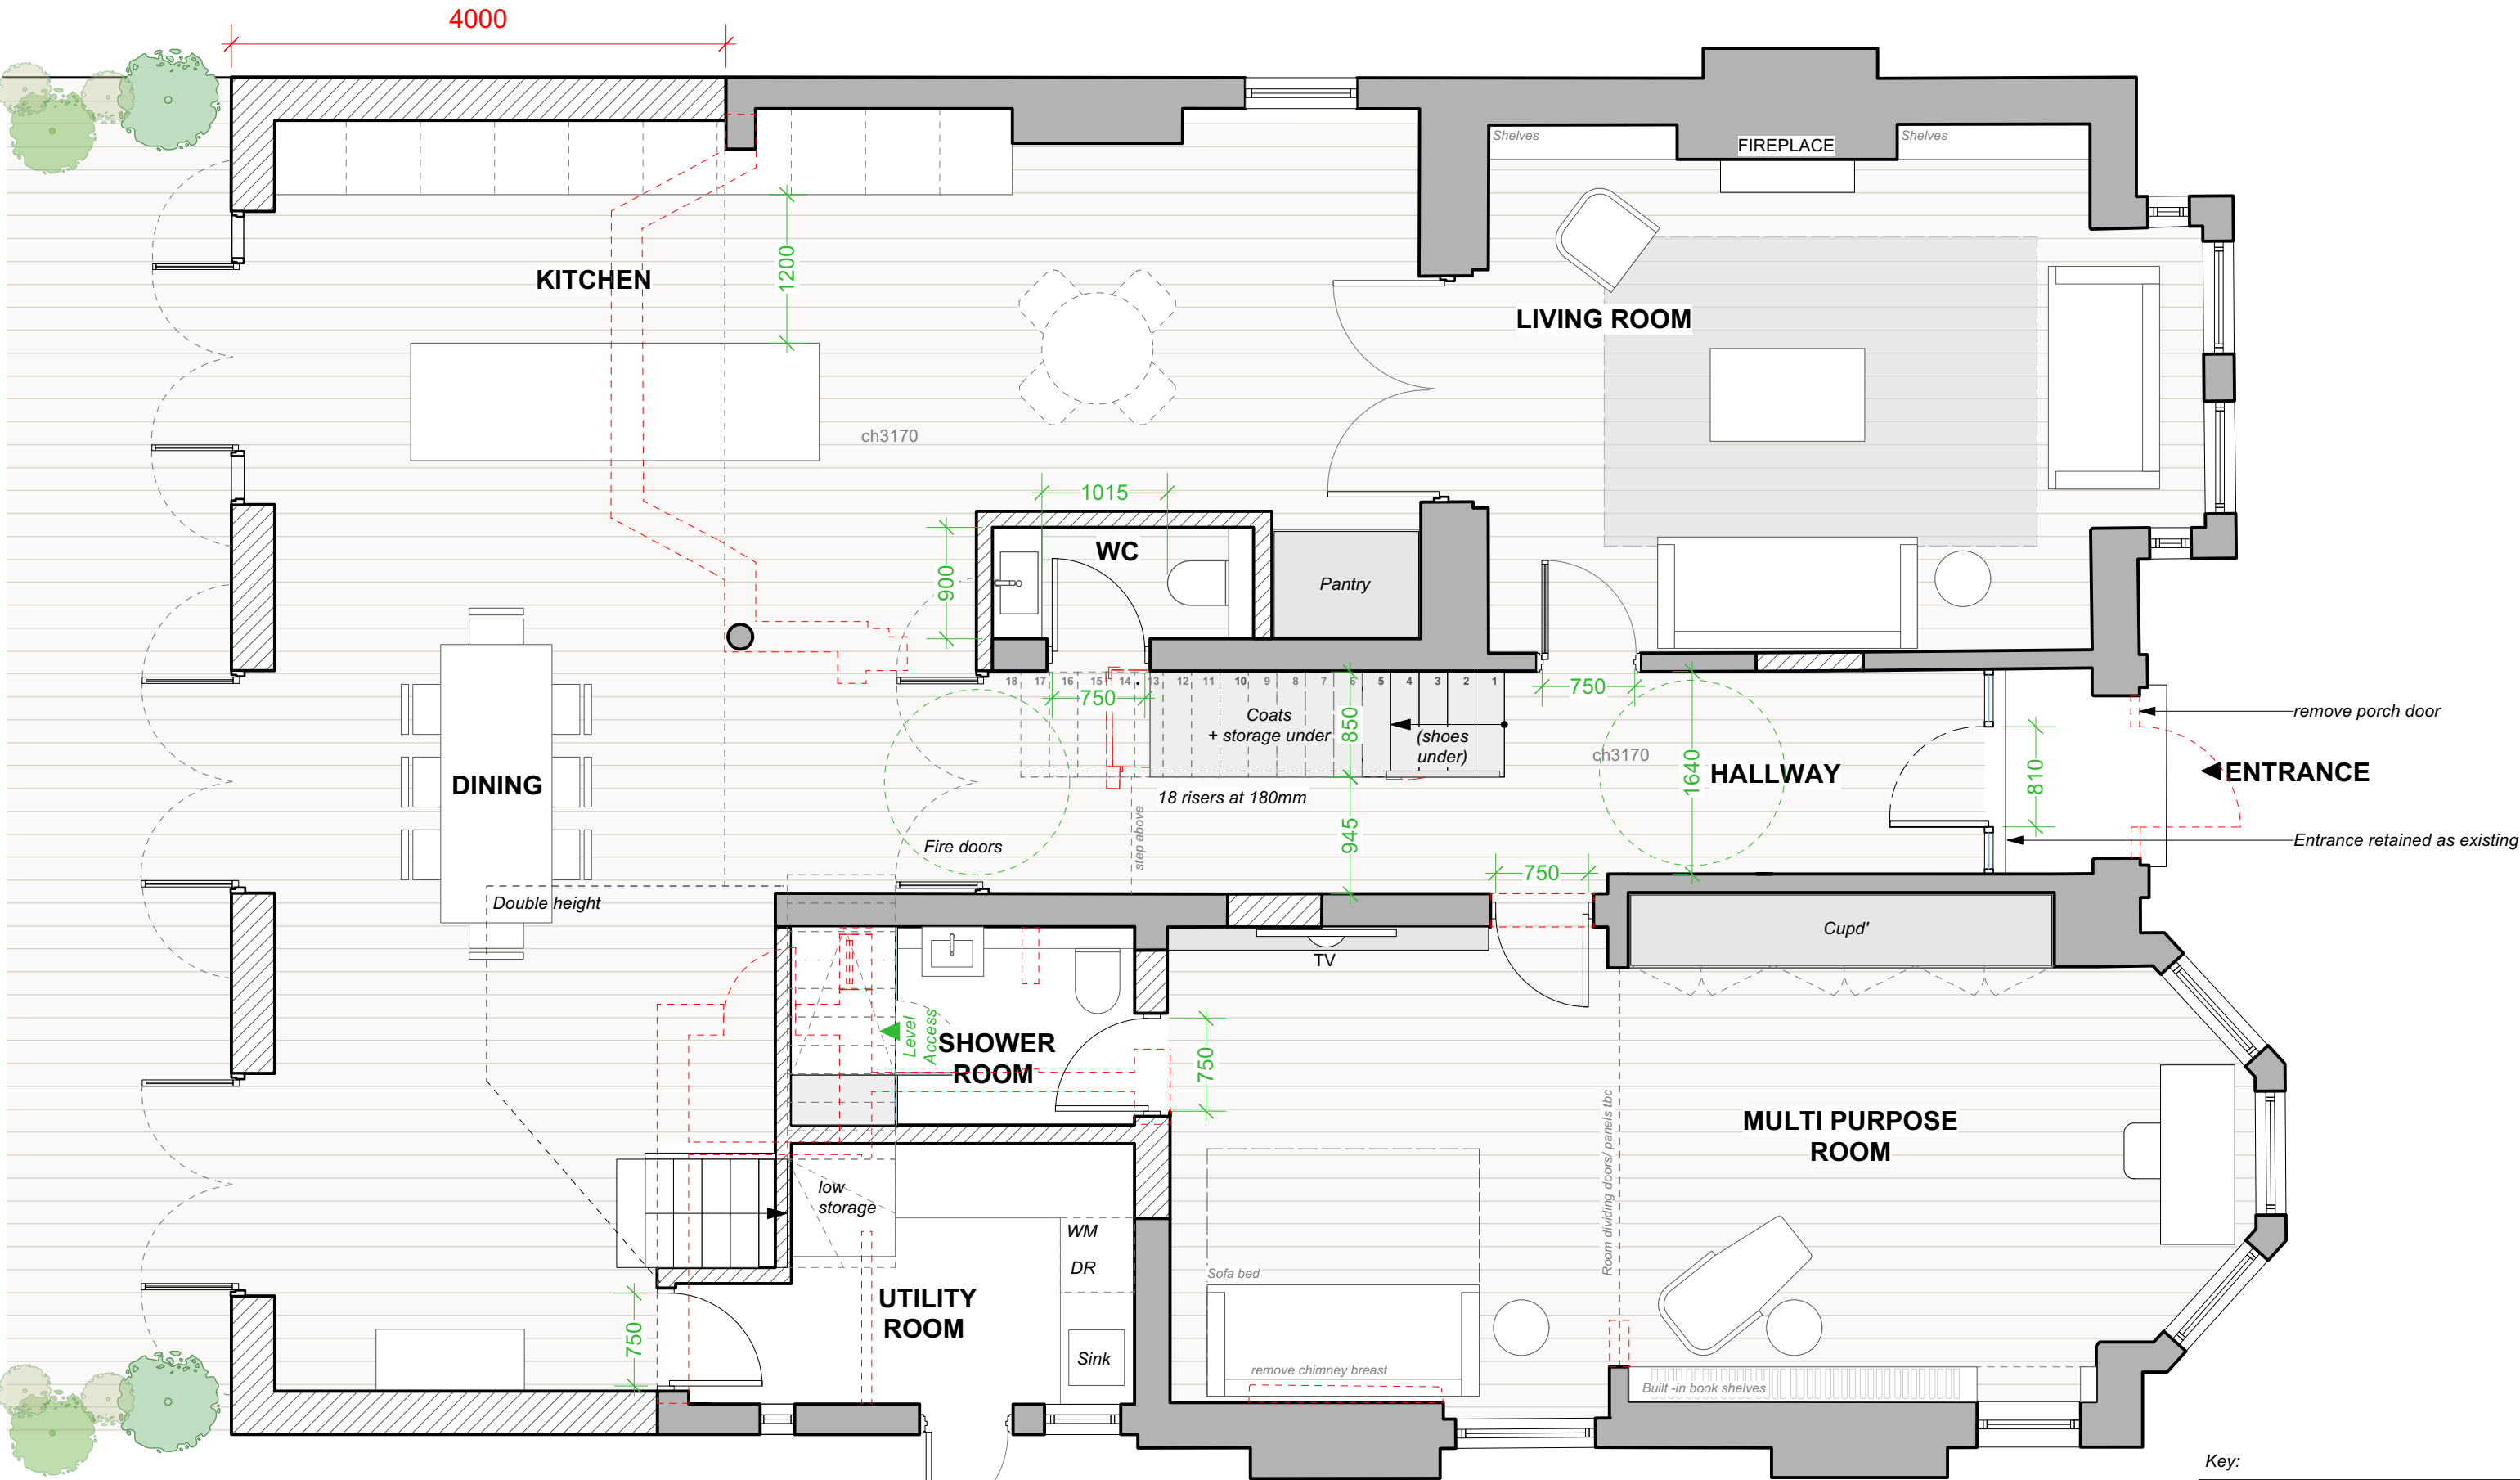 4000
Shelves
FIREPLACE
Shelves
KITCHEN
1200
LIVING ROOM
ch3170
1015
WC
900
Pantry
18 17 16 15 14 13 12 11 10 9 8 7 6 5 4 3 2 1
750
750
Coats
+ storage under
850
(shoes
under)
remove porch door
ch3170
1640
HALLWAY
810
ENTRANCE
DINING
18 risers at 180mm
945
step above
Fire doors
Entrance retained as existing
750
Double height
Cupd'
TV
Level
Access
SHOWER
ROOM
750
Room dividing doors/ panels tbc
MULTI PURPOSE
ROOM
low
storage
WM
DR
Sofa bed
UTILITY
ROOM
750
Sink
remove chimney breast
Built -in book shelves
Key: